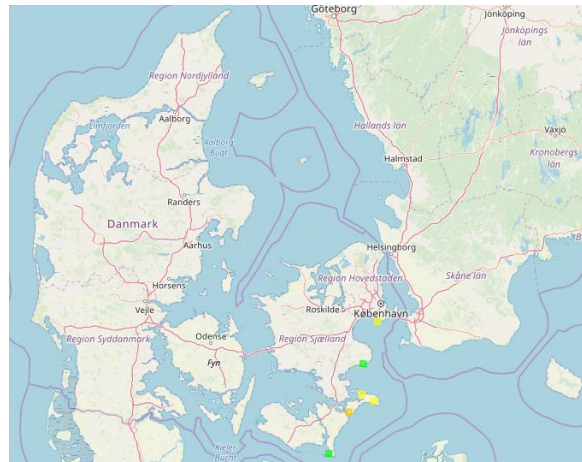 Göteborg
Jönköping
Jönköpings
län
Region Nordjylland
Aalborg
Limfjorden
Aalborg
Bugt
Hallands län
Växjö
Kronobergs
län
Halmstad
Randers
Danmark
Aarhus
Helsingborg
Skåne län
Horsens
Region Hovedstaden
Vejle
Roskilde
København
Odense
Region Syddanmark
Region Sjælland
Fyn
Kieler
Bucht